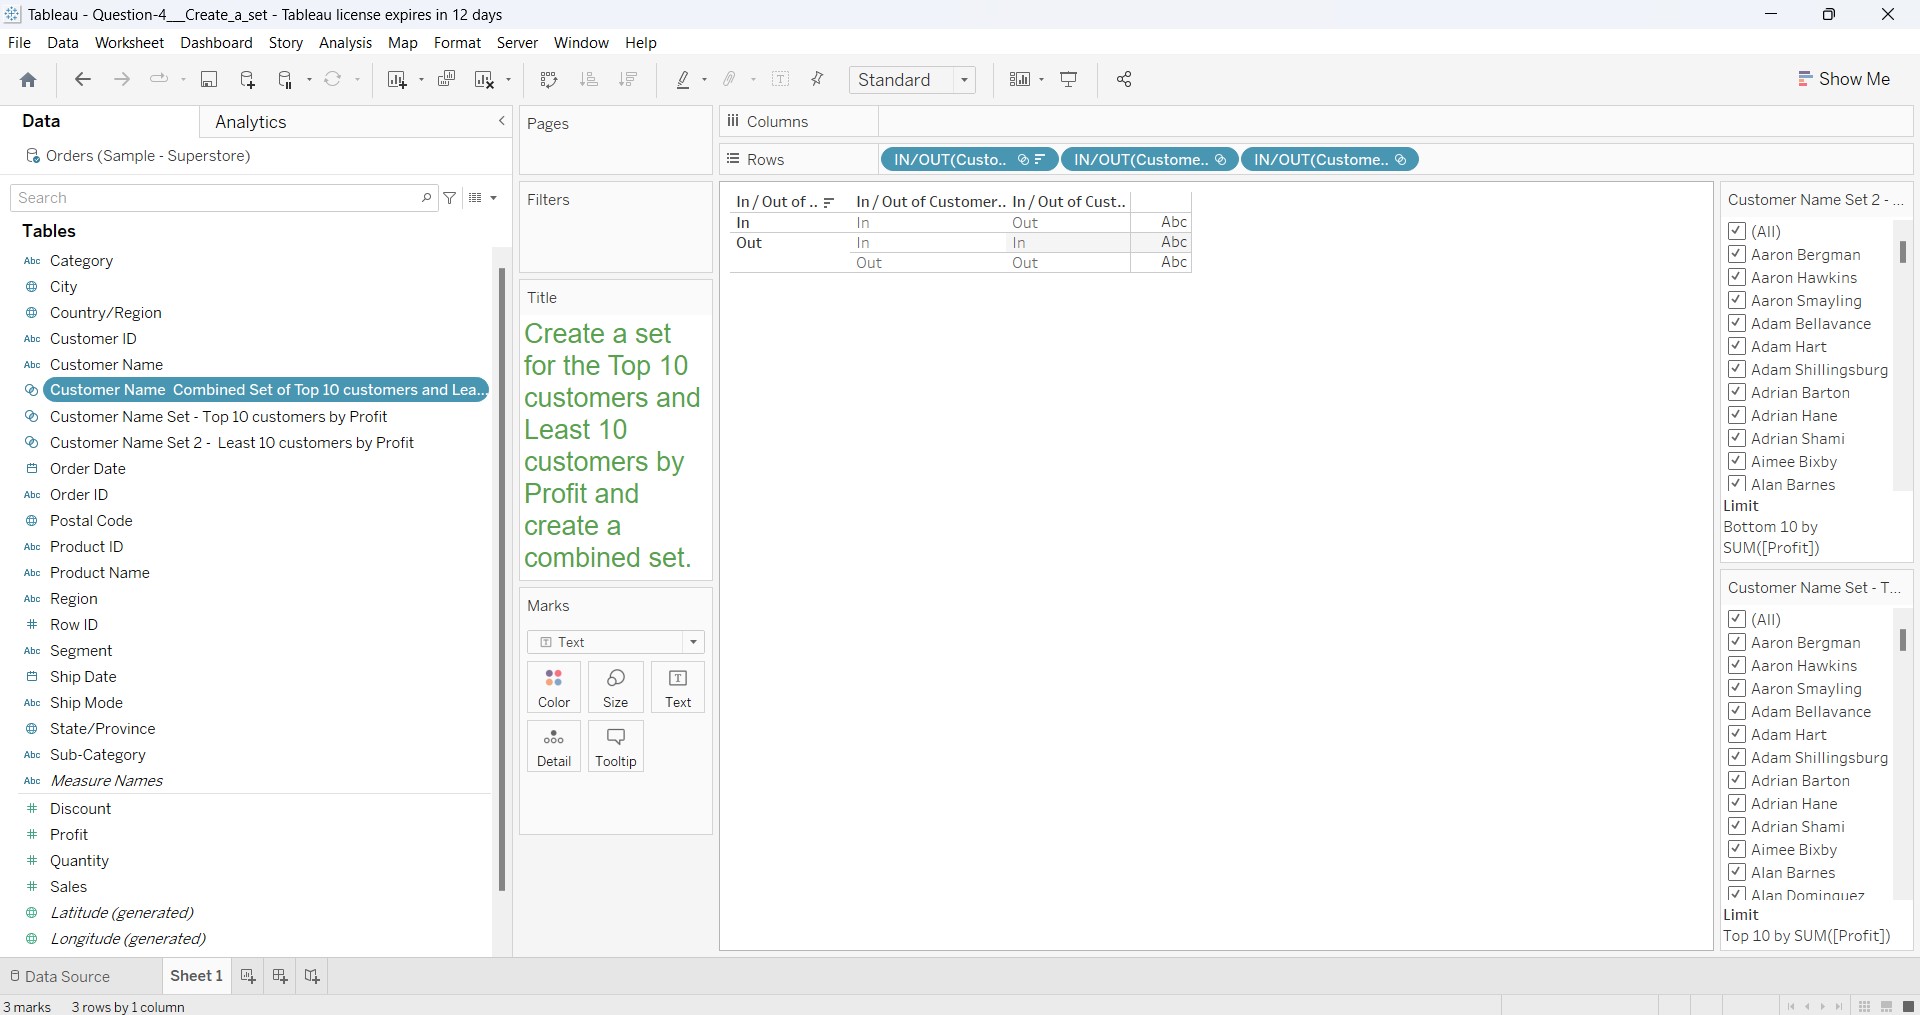 Tableau - Question-4__Create_a_set - Tableau license expires in 12 days
File Data Worksheet Dashboard Story Analysis Map Format Server Window Help
Standard
Show Me
Data
Analytics
Orders (Sample - Superstore)
Search
Tables
Abc Category
City
Country/Region
Abc Customer ID
Abc Customer Name
Customer Name Combined Set of Top 10 customers and Lea...
Customer Name Set - Top 10 customers by Profit
Customer Name Set 2 - Least 10 customers by Profit
Order Date
Abc Order ID
Postal Code
Abc Product ID
Abc Product Name
Abc Region
# Row ID
Abc Segment
Ship Date
Abc Ship Mode
State/Province
Abc Sub-Category
Abc Measure Names
# Discount
# Profit
# Quantity
# Sales
Latitude (generated)
Longitude (generated)
Pages
Filters
Title
Create a set
for the Top 10
customers and
Least 10
customers by
Profit and
create a
combined set.
Marks
Text
Color Size Text
Detail Tooltip
Columns
Rows IN/OUT(Custo.. IN/OUT(Custome.. IN/OUT(Custome..
In / Out of .. In / Out of Customer.. In / Out of Cust..
In In Out Abc
Out In In Abc
Out Out Abc
Customer Name Set 2 - ...
(All)
Aaron Bergman
Aaron Hawkins
Aaron Smayling
Adam Bellavance
Adam Hart
Adam Shillingsburg
Adrian Barton
Adrian Hane
Adrian Shami
Aimee Bixby
Alan Barnes
Limit
Bottom 10 by
SUM([Profit])
Customer Name Set - T...
(All)
Aaron Bergman
Aaron Hawkins
Aaron Smayling
Adam Bellavance
Adam Hart
Adam Shillingsburg
Adrian Barton
Adrian Hane
Adrian Shami
Aimee Bixby
Alan Barnes
Alan Dominguez
Limit
Top 10 by SUM([Profit])
Data Source Sheet 1
3 marks 3 rows by 1 column